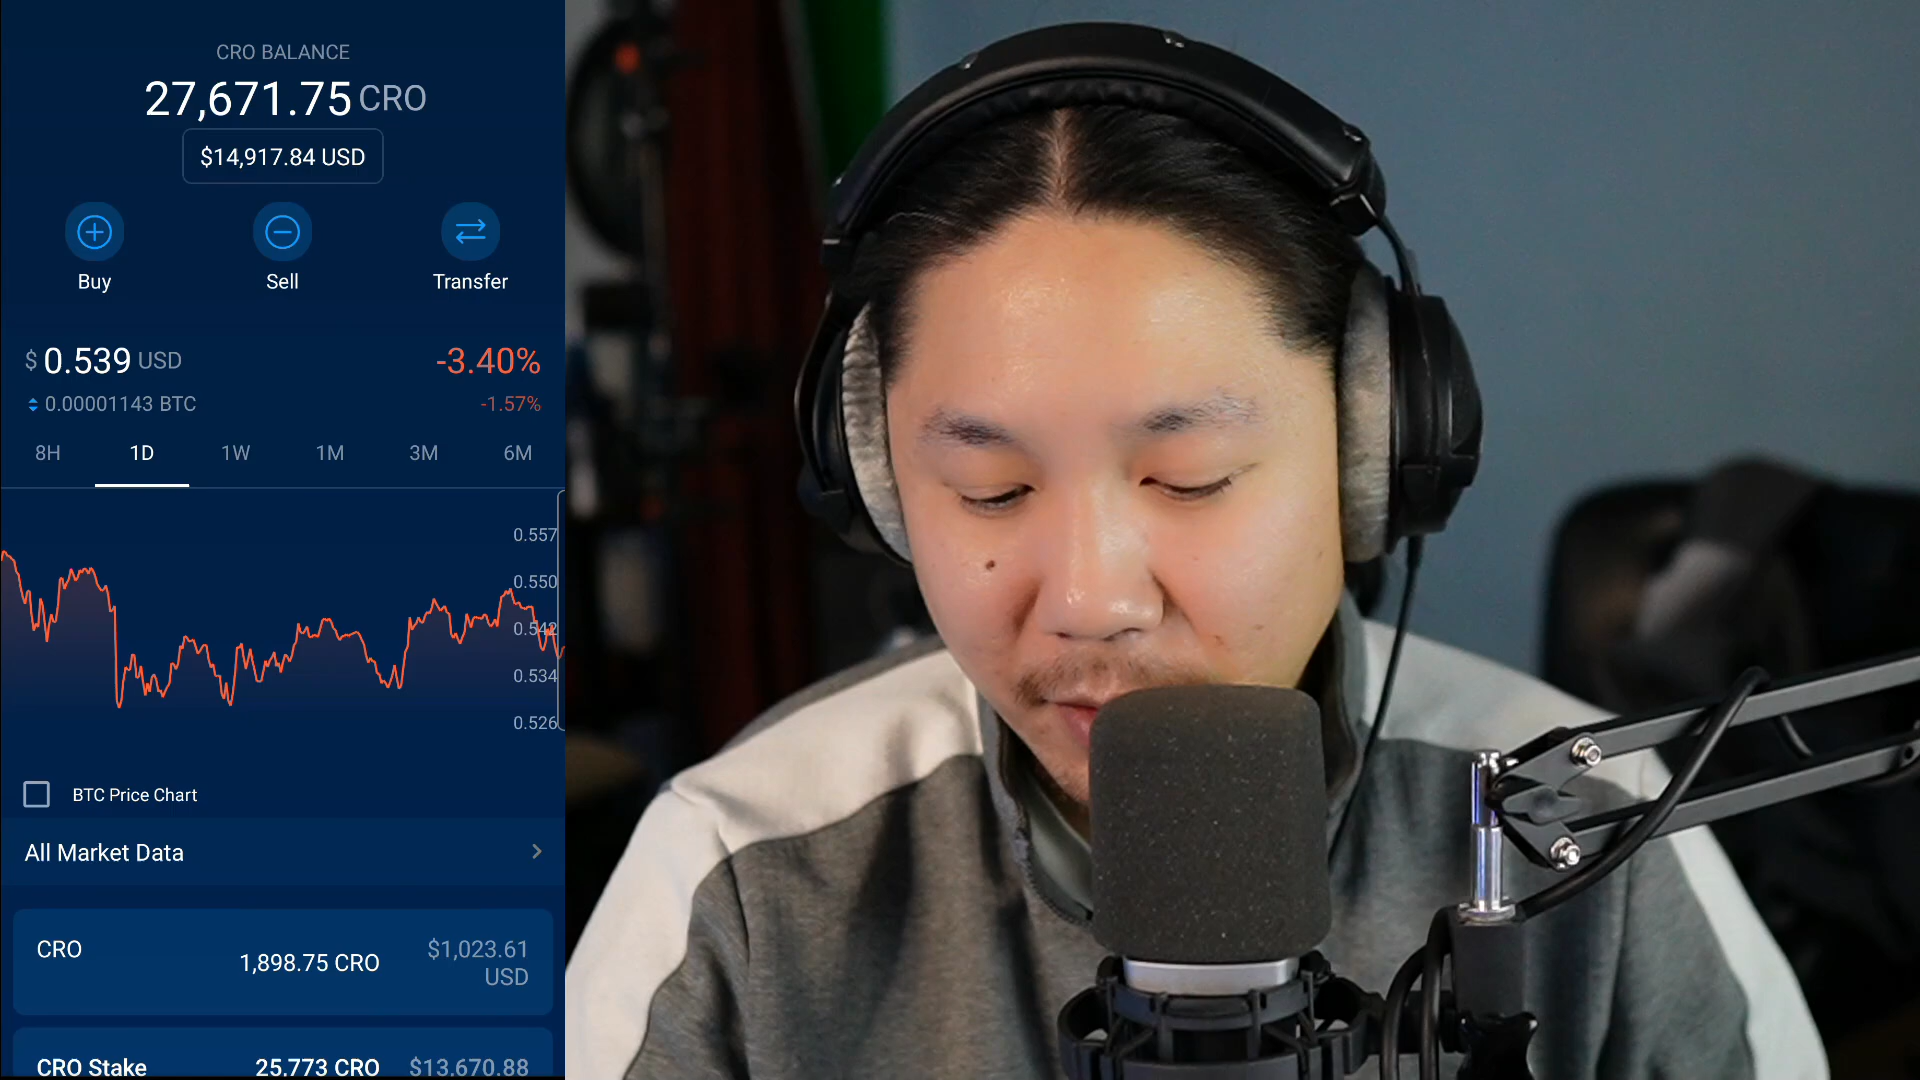 CRO BALANCE
27,671.75 CRO
$14,917.84 USD
Buy Sell Transfer
$ 0.539 USD -3.40%
0.00001143 BTC -1.57%
8H 1D 1W 1M 3M 6M
0.557
0.550
0.542
0.534
0.526
BTC Price Chart
All Market Data
CRO 1,898.75 CRO $1,023.61
USD
CRO Stake 25,773 CRO $13,670.88